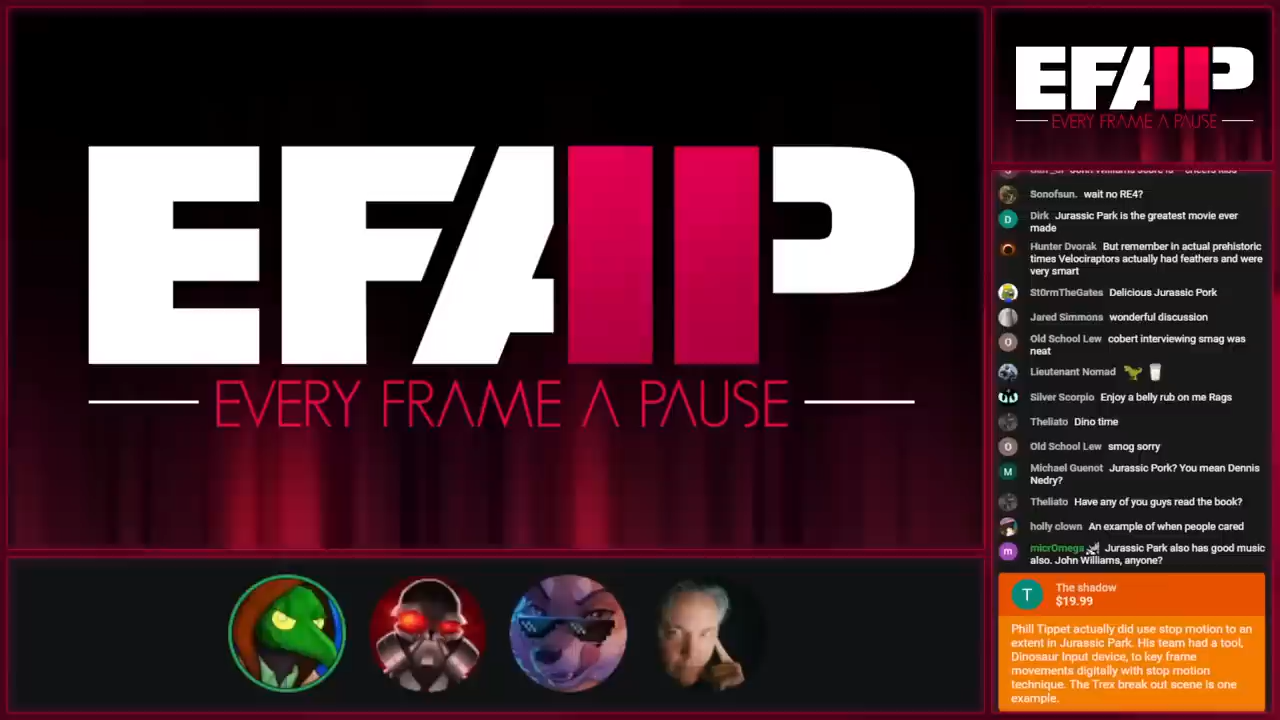 EFAP
EVERY FRAME A PAUSE
EFAP
EVERY FRAME A PAUSE
Sonofsun. wait no RE4?
Dirk Jurassic Park is the greatest movie ever
made
Hunter Dvorak But remember in actual prehistoric
times Velociraptors actually had feathers and were
very smart
St0rmTheGates Delicious Jurassic Pork
Jared Simmons wonderful discussion
Old School Lew cobert interviewing smag was
neat
Lieutenant Nomad
Silver Scorpio Enjoy a belly rub on me Rags
Theliato Dino time
Old School Lew smog sorry
Michael Guenot Jurassic Pork? You mean Dennis
Nedry?
Theliato Have any of you guys read the book?
holly clown An example of when people cared
micrOmega Jurassic Park also has good music
also. John Williams, anyone?
The shadow
$19.99
Phill Tippet actually did use stop motion to an
extent in Jurassic Park. His team had a tool,
Dinosaur Input device, to key frame
movements digitally with stop motion
technique. The Trex break out scene is one
example.